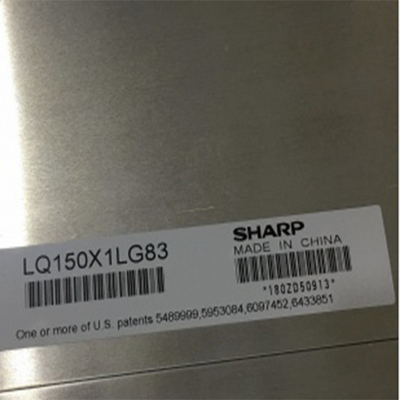 SHARP
LQ150X1LG83
MADE IN CHINA
*180Z050913*
One or more of U.S. patents 5489999,5953084,6097452,6433851